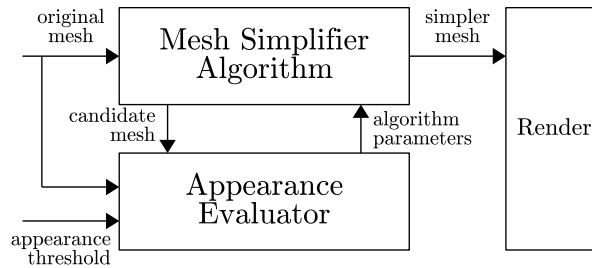 original
mesh
Mesh Simplifier
Algorithm
simpler
mesh
candidate
mesh
algorithm
parameters
Render
Appearance
Evaluator
appearance
threshold